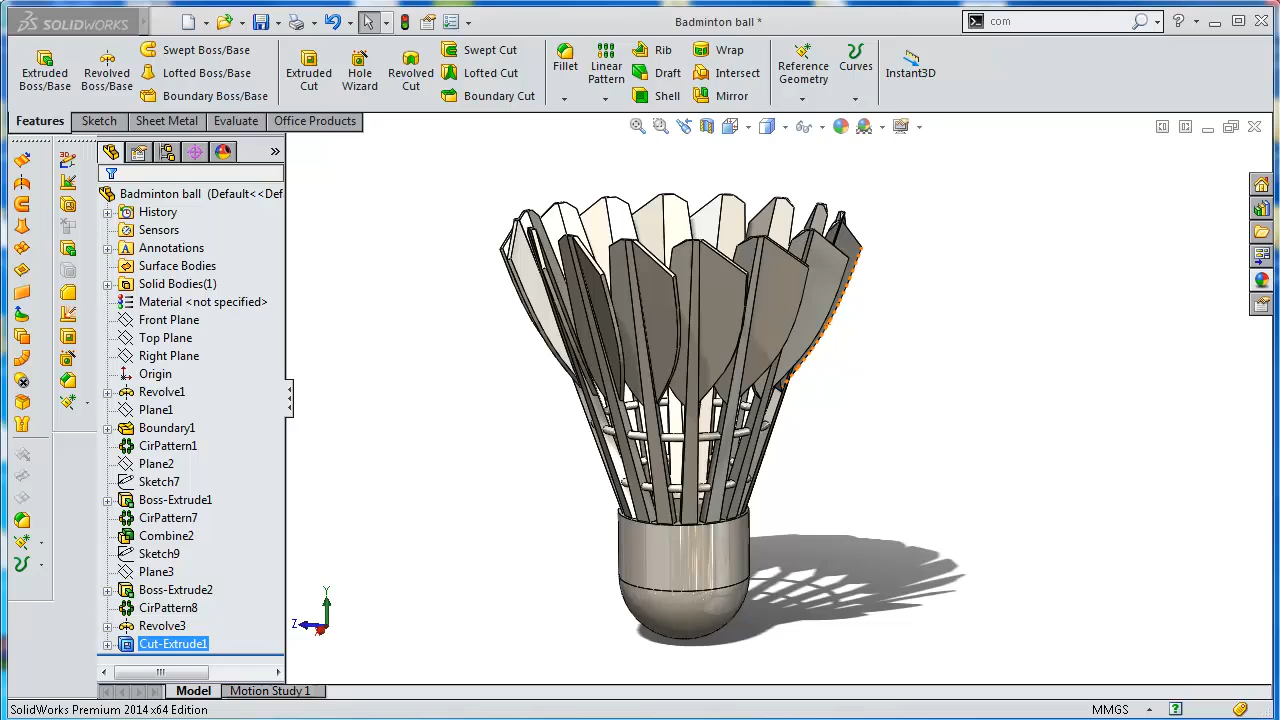 SOLIDWORKS
Badminton ball *
com
Extruded Boss/Base
Revolved Boss/Base
Swept Boss/Base
Lofted Boss/Base
Boundary Boss/Base
Extruded Cut
Hole Wizard
Revolved Cut
Swept Cut
Lofted Cut
Boundary Cut
Fillet
Linear Pattern
Rib
Draft
Shell
Wrap
Intersect
Mirror
Reference Geometry
Curves
Instant3D
Features
Sketch
Sheet Metal
Evaluate
Office Products
Badminton ball (Default<<Def
History
Sensors
Annotations
Surface Bodies
Solid Bodies(1)
Material <not specified>
Front Plane
Top Plane
Right Plane
Origin
Revolve1
Plane1
Boundary1
CirPattern1
Plane2
Sketch7
Boss-Extrude1
CirPattern7
Combine2
Sketch9
Plane3
Boss-Extrude2
CirPattern8
Revolve3
Cut-Extrude1
Y
Z
Model
Motion Study 1
SolidWorks Premium 2014 x64 Edition
MMGS